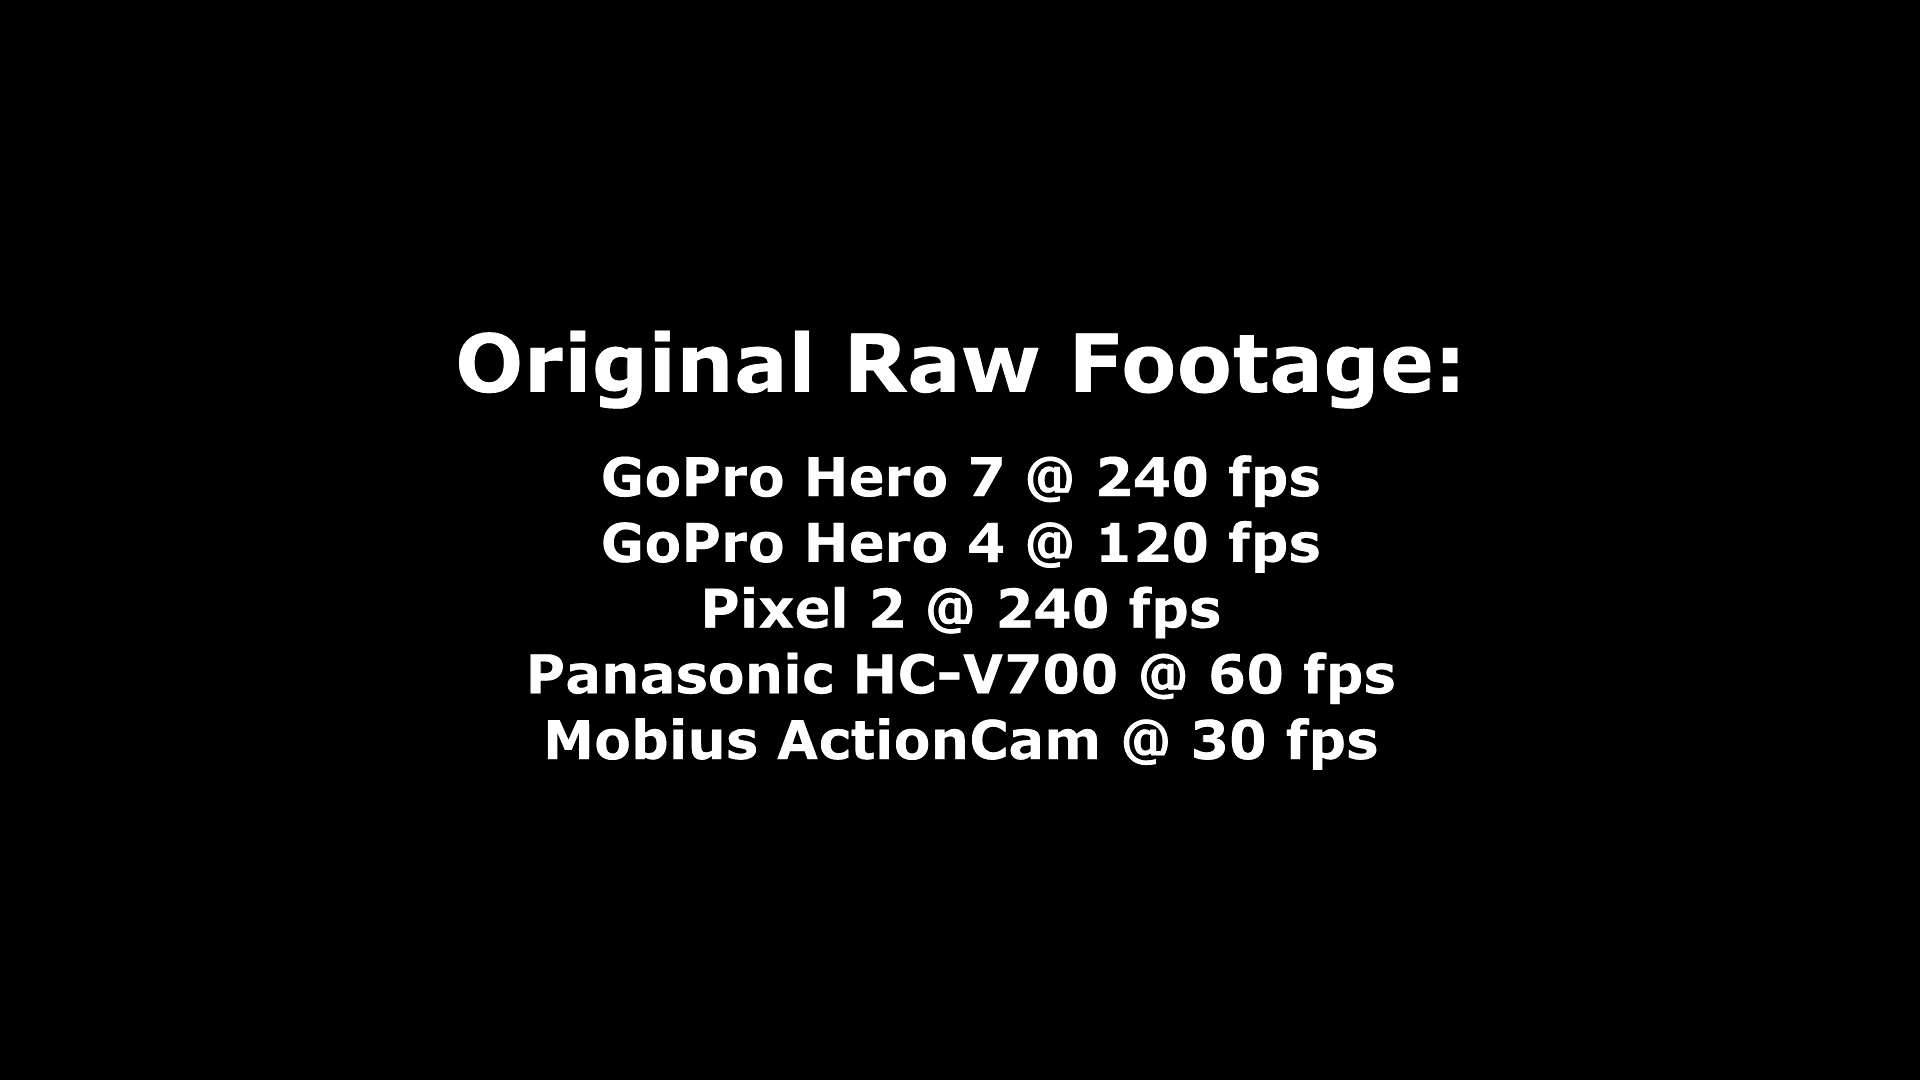 Original Raw Footage:
GoPro Hero 7 @ 240 fps
GoPro Hero 4 @ 120 fps
Pixel 2 @ 240 fps
Panasonic HC-V700 @ 60 fps
Mobius ActionCam @ 30 fps